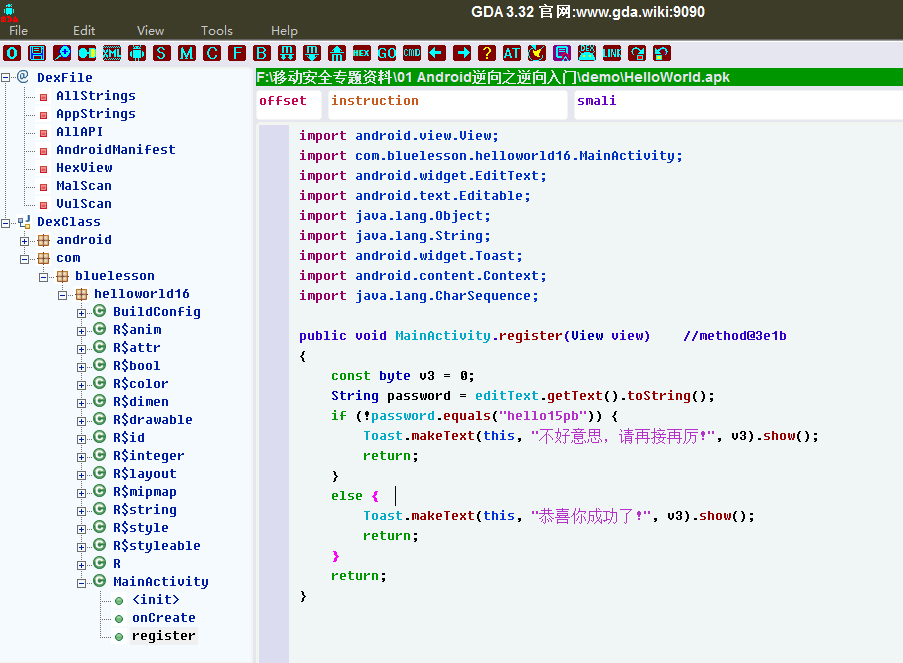 GDA 3.32 官网:www.gda.wiki:9090
File Edit View Tools Help
O XML S M C F B HEX GO CMD ? AT DEX LINK
DexFile
AllStrings
AppStrings
AllAPI
AndroidManifest
HexView
MalScan
VulScan
DexClass
android
com
bluelesson
helloworld16
BuildConfig
R$anim
R$attr
R$bool
R$color
R$dimen
R$drawable
R$id
R$integer
R$layout
R$mipmap
R$string
R$style
R$styleable
R
MainActivity
<init>
onCreate
register
F:\移动安全专题资料\01 Android逆向之逆向入门\demo\HelloWorld.apk
offset instruction smali
import android.view.View;
import com.bluelesson.helloworld16.MainActivity;
import android.widget.EditText;
import android.text.Editable;
import java.lang.Object;
import java.lang.String;
import android.widget.Toast;
import android.content.Context;
import java.lang.CharSequence;
public void MainActivity.register(View view) //method@3e1b
{
const byte v3 = 0;
String password = editText.getText().toString();
if (!password.equals("hello15pb")) {
Toast.makeText(this, "不好意思，请再接再厉!", v3).show();
return;
}
else {
Toast.makeText(this, "恭喜你成功了!", v3).show();
return;
}
return;
}